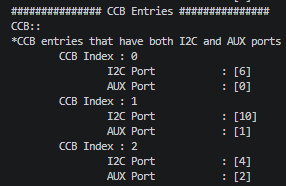 ############### CCB Entries ###############
CCB::
*CCB entries that have both I2C and AUX ports
CCB Index : 0
I2C Port : [6]
AUX Port : [0]
CCB Index : 1
I2C Port : [10]
AUX Port : [1]
CCB Index : 2
I2C Port : [4]
AUX Port : [2]